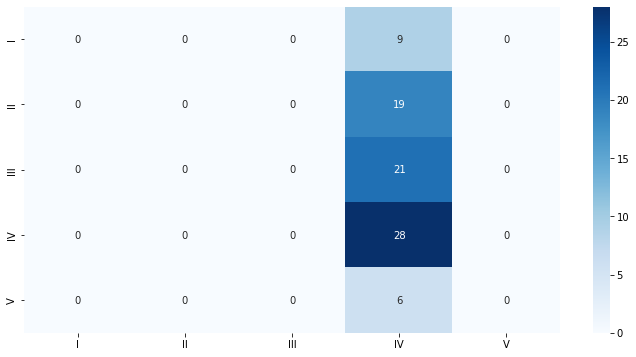 I 0 0 0 9 0
II 0 0 0 19 0
III 0 0 0 21 0
IV 0 0 0 28 0
V 0 0 0 6 0
I II III IV V
25
20
15
10
5
0